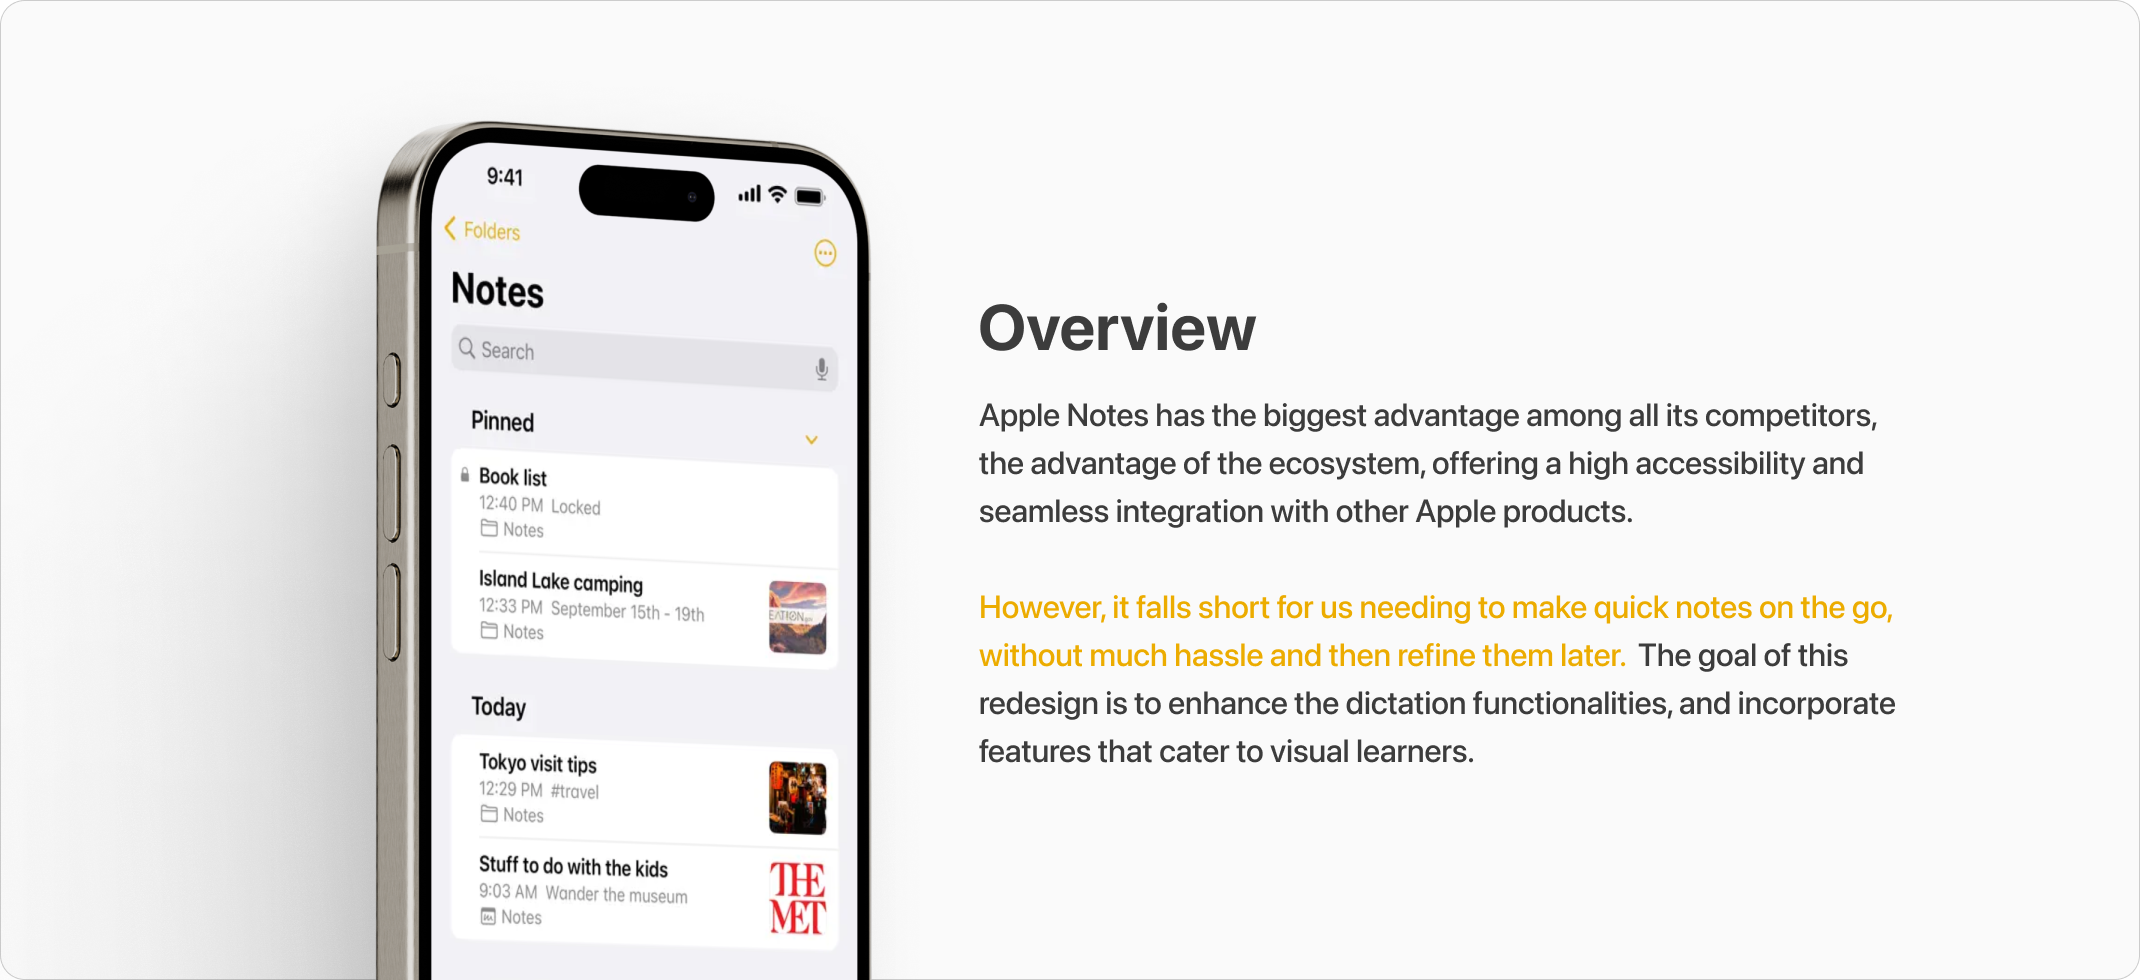 9:41
Folders
Notes
Search
Pinned
Book list
12:40 PM Locked
Notes
Island Lake camping
12:33 PM September 15th - 19th
Notes
EATION
Today
Tokyo visit tips
12:29 PM #travel
Notes
Stuff to do with the kids
9:03 AM Wander the museum
Notes
THE
MET
Overview
Apple Notes has the biggest advantage among all its competitors,
the advantage of the ecosystem, offering a high accessibility and
seamless integration with other Apple products.
However, it falls short for us needing to make quick notes on the go,
without much hassle and then refine them later. The goal of this
redesign is to enhance the dictation functionalities, and incorporate
features that cater to visual learners.